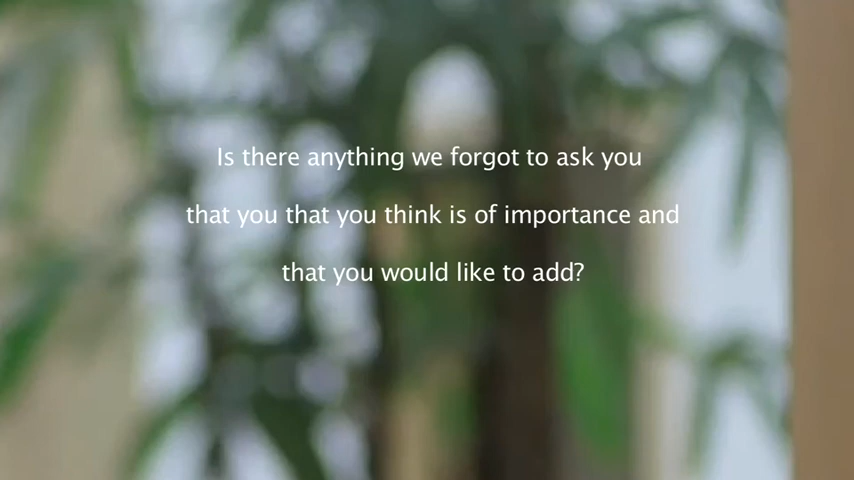 Is there anything we forgot to ask you
that you that you think is of importance and
that you would like to add?